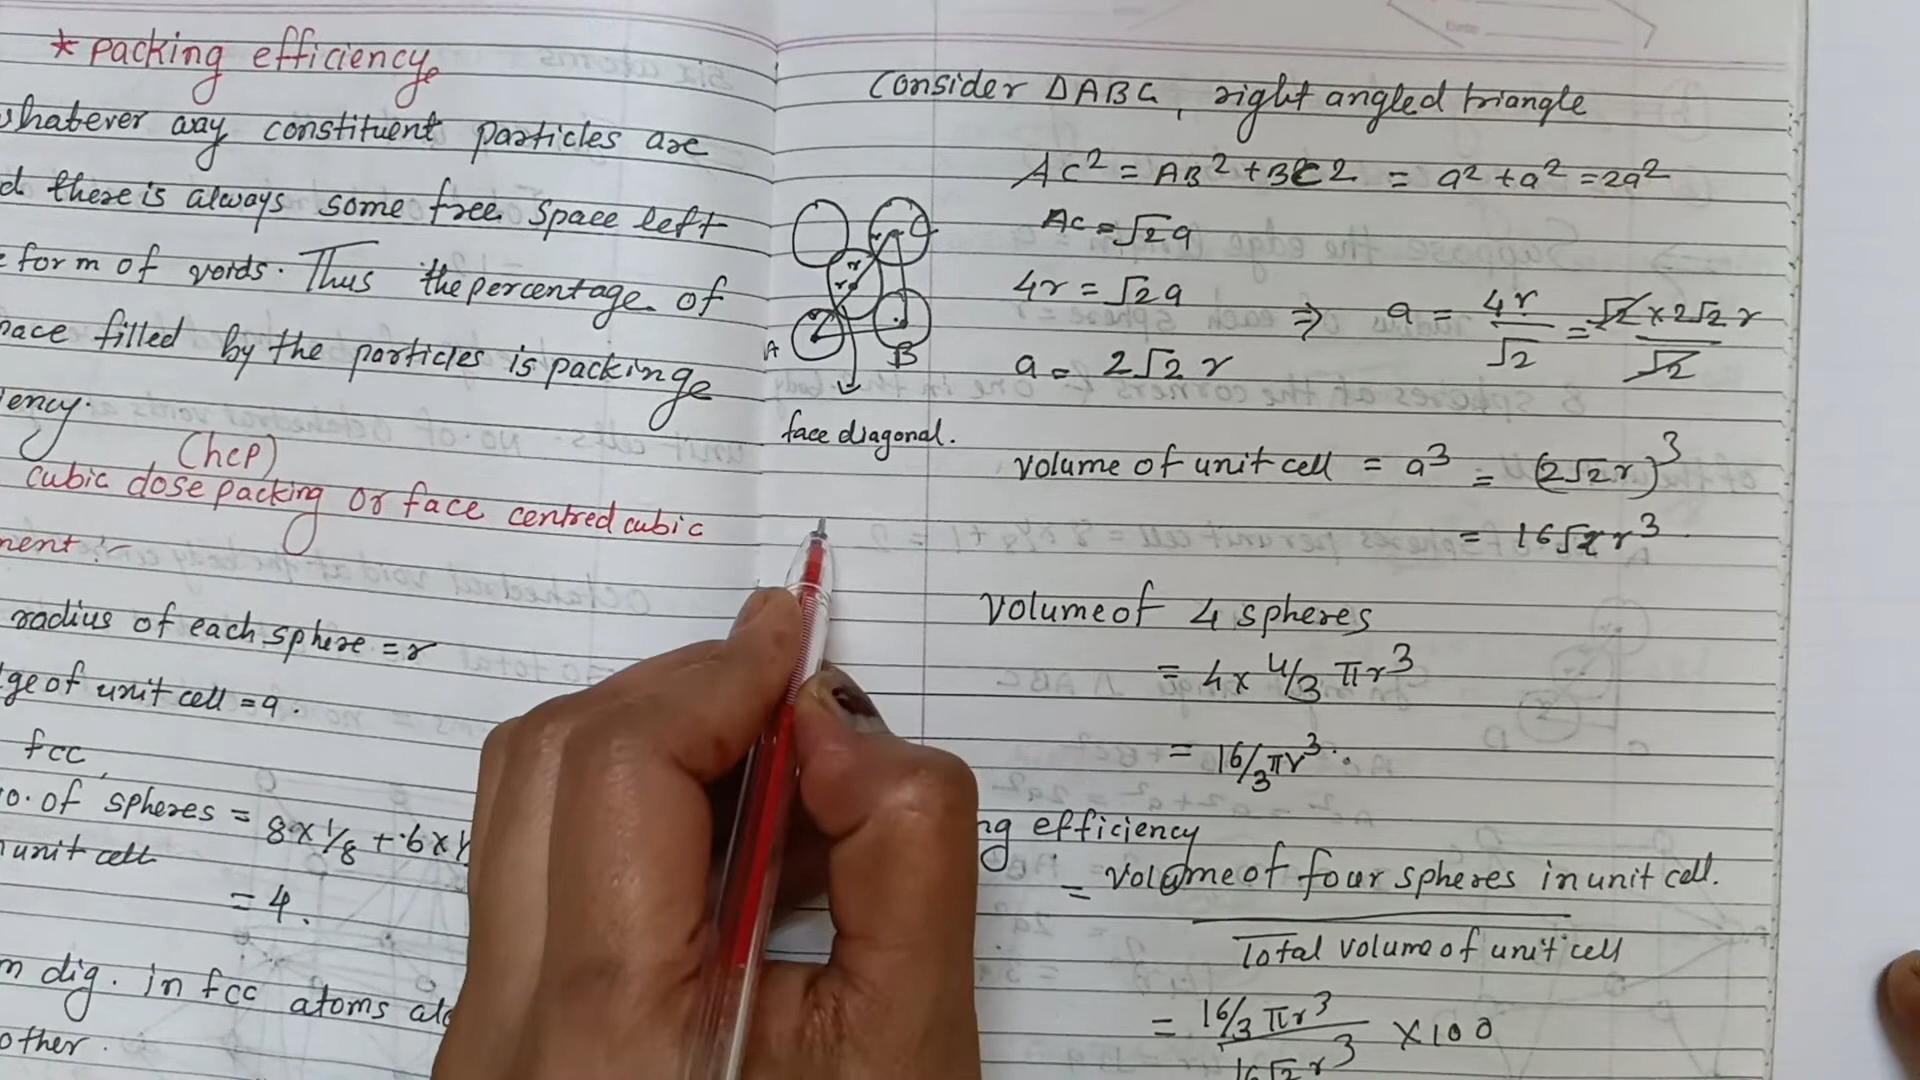 * packing efficiency
whatever way constituent particles are
d there is always some free space left
form of voids. Thus the percentage of
pace filled by the particles is packinge
iency.
(hcp)
cubic close packing or face centred cubic
ment :-
radius of each sphere = r
ge of unit cell = a.
fcc,
no. of spheres = 8 x 1/8 + 6 x 1
unit cell
= 4.
m dig. in fcc atoms
other.
Consider ΔABC, right angled triangle
AC² = AB² + BC² = a² + a² = 2a²
AC = √2 a
4r = √2 a ⇒ a = 4r/√2 = √2 x 2√2 r/√2
a = 2√2 r
C
r
r
A
B
face diagonal.
volume of unit cell = a³ = (2√2 r)³
= 16√2 r³
Volume of 4 spheres
= 4 x 4/3 πr³
= 16/3 πr³.
ng efficiency
= Volume of four spheres in unit cell.
Total volume of unit cell
= 16/3 πr³ x 100
16√2 r³